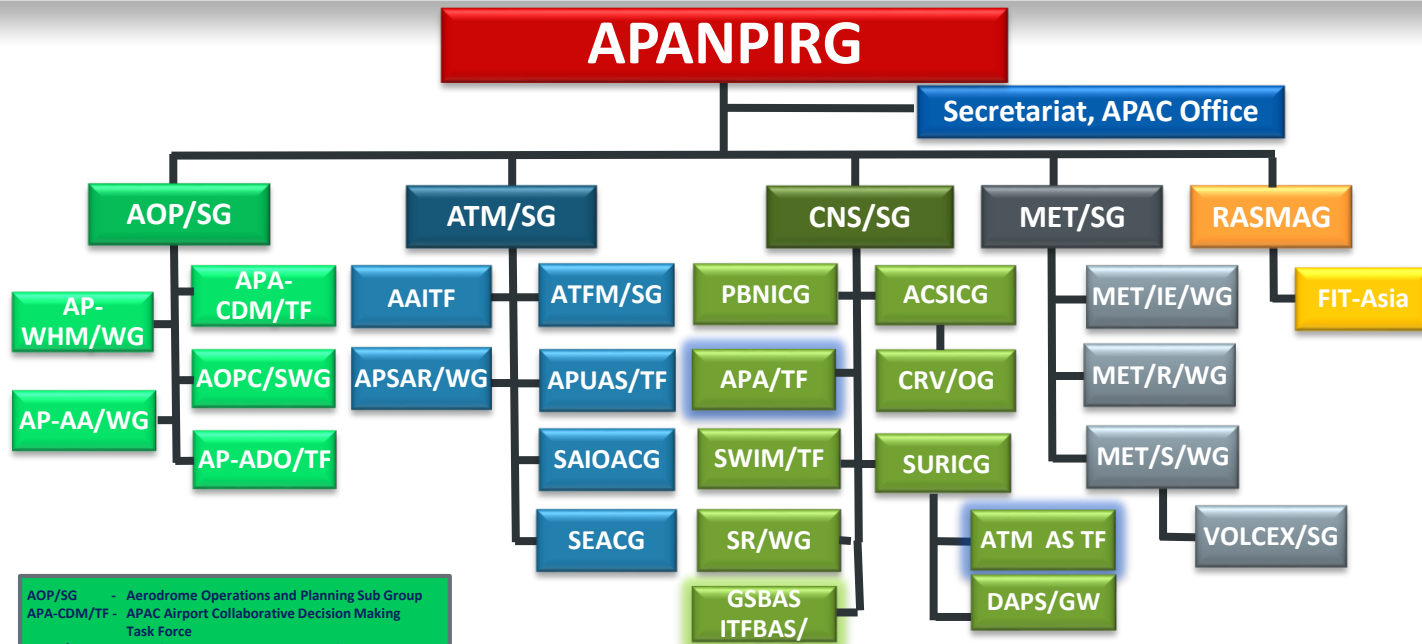 APANPIRG
Secretariat, APAC Office
AOP/SG
ATM/SG
CNS/SG
MET/SG
RASMAG
AP-
WHM/WG
APA-
CDM/TF
AOPC/SWG
AP-AA/WG
AP-ADO/TF
AAITF
ATFM/SG
APSAR/WG
APUAS/TF
SAIOACG
SEACG
PBNICG
ACSICG
APA/TF
CRV/OG
SWIM/TF
SURICG
SR/WG
ATM AS TF
GSBAS
ITFBAS/
DAPS/GW
MET/IE/WG
MET/R/WG
MET/S/WG
VOLCEX/SG
FIT-Asia
AOP/SG - Aerodrome Operations and Planning Sub Group
APA-CDM/TF - APAC Airport Collaborative Decision Making
Task Force